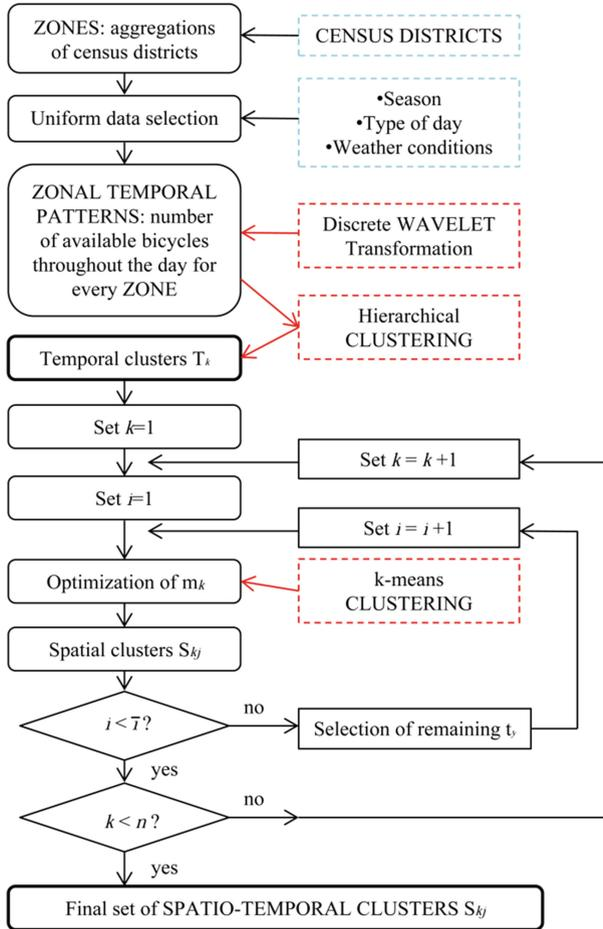 ZONES: aggregations
of census districts
CENSUS DISTRICTS
Uniform data selection
•Season
•Type of day
•Weather conditions
ZONAL TEMPORAL
PATTERNS: number
of available bicycles
throughout the day for
every ZONE
Discrete WAVELET
Transformation
Hierarchical
CLUSTERING
Temporal clusters Tk
Set k=1
Set k = k+1
Set i=1
Set i = i+1
Optimization of mk
k-means
CLUSTERING
Spatial clusters Skj
i < ī ?
no
Selection of remaining ty
yes
k < n ?
no
yes
Final set of SPATIO-TEMPORAL CLUSTERS Skj